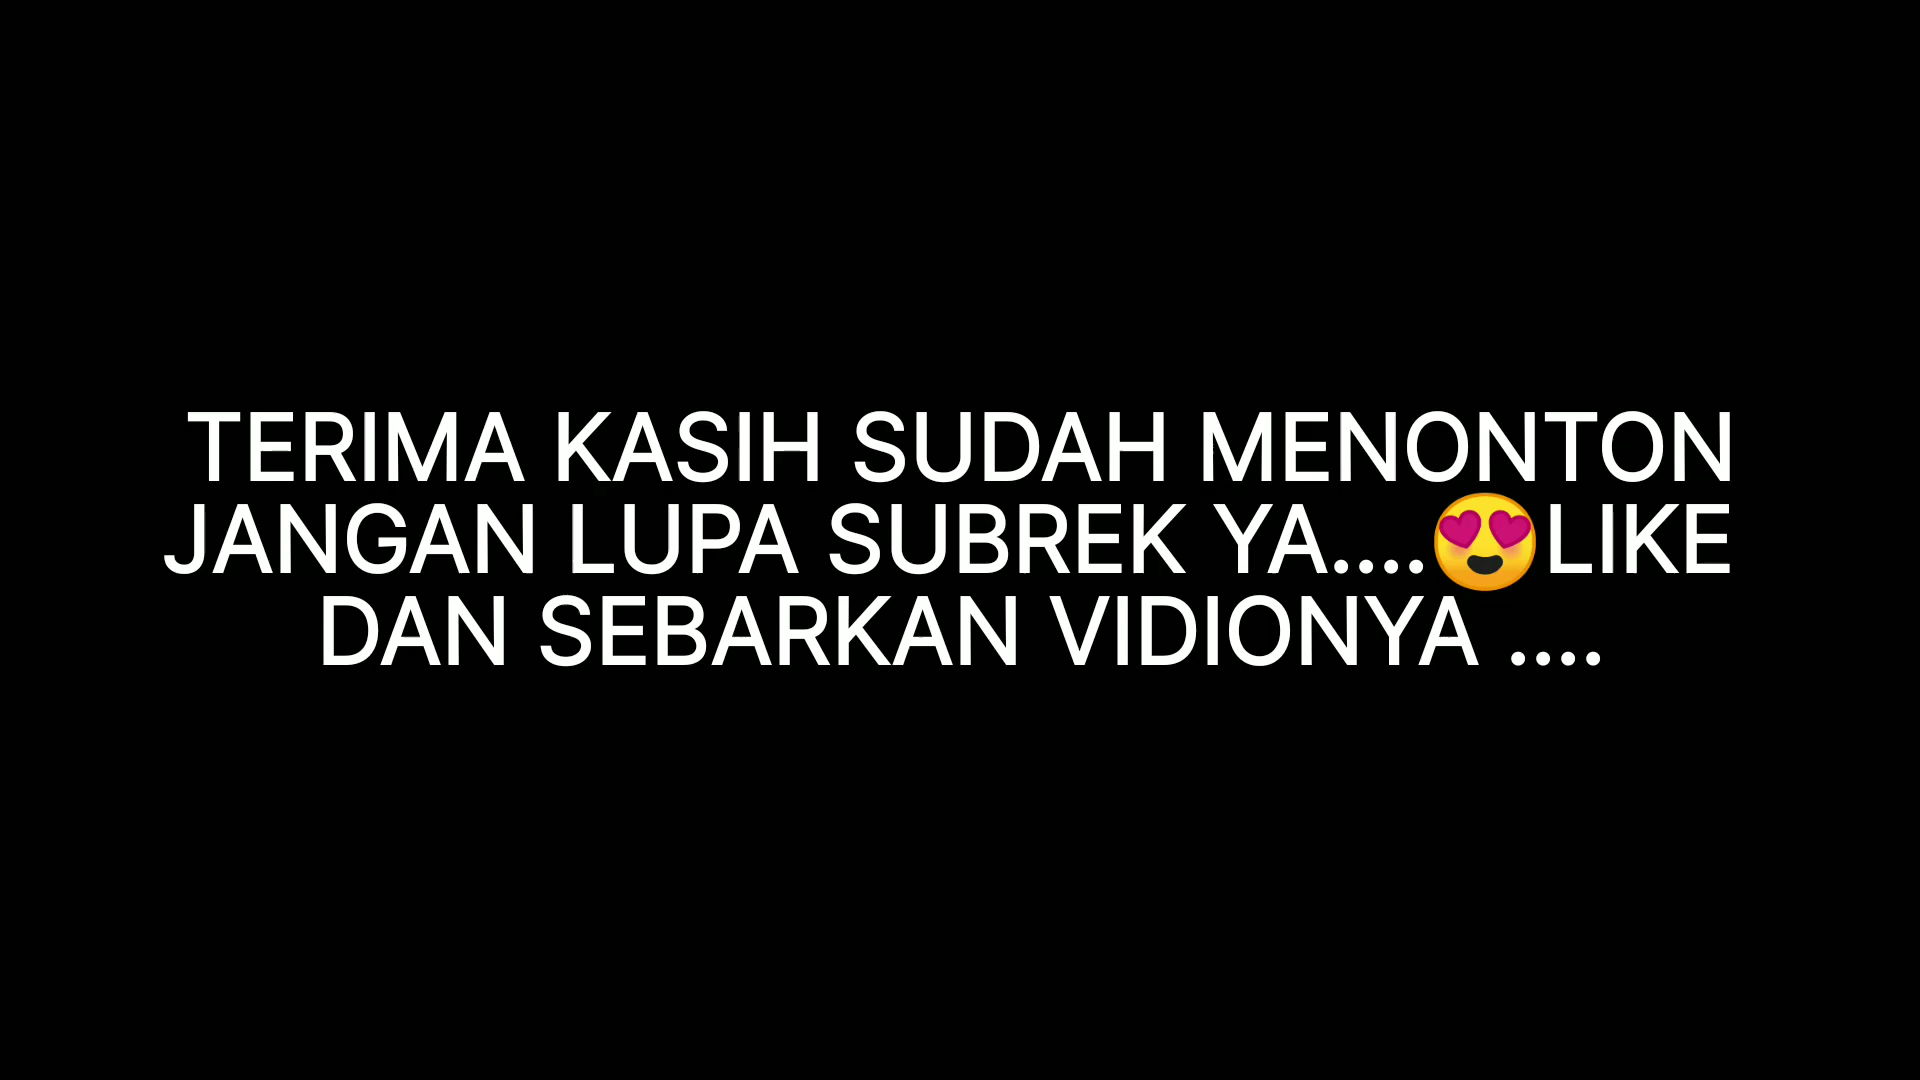 TERIMA KASIH SUDAH MENONTON
JANGAN LUPA SUBREK YA....😍LIKE
DAN SEBARKAN VIDIONYA ....